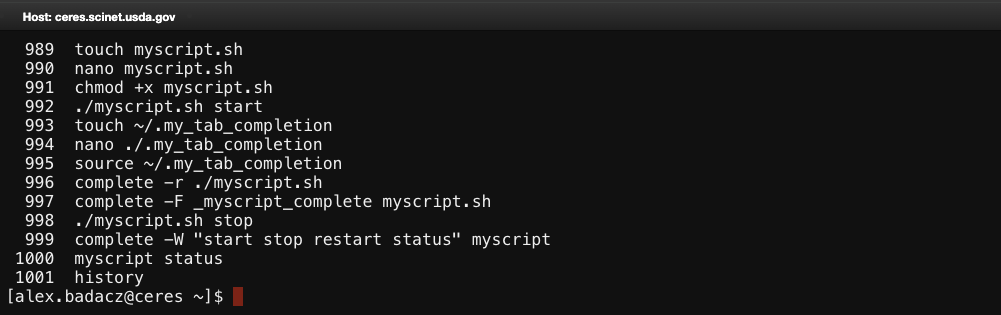 Host: ceres.scinet.usda.gov
989 touch myscript.sh
990 nano myscript.sh
991 chmod +x myscript.sh
992 ./myscript.sh start
993 touch ~/.my_tab_completion
994 nano ./.my_tab_completion
995 source ~/.my_tab_completion
996 complete -r ./myscript.sh
997 complete -F _myscript_complete myscript.sh
998 ./myscript.sh stop
999 complete -W "start stop restart status" myscript
1000 myscript status
1001 history
[alex.badacz@ceres ~]$